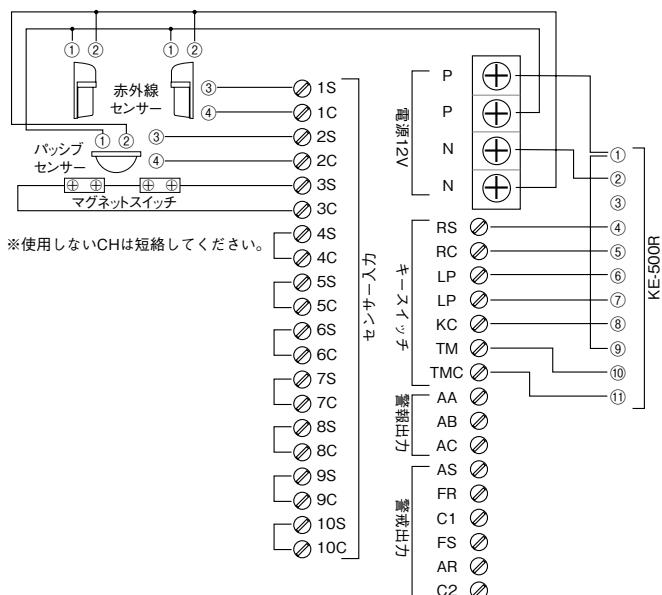 ① ② ① ②
赤外線
センサー
③ 1S
④ 1C
① ②
パッシブ
センサー
③ 2S
④ 2C
3S
マグネットスイッチ
3C
※使用しないCHは短絡してください。
4S
4C
5S
5C
6S
6C
7S
7C
8S
8C
9S
9C
10S
10C
センサー入力
電源12V
P
P
N
N
キースイッチ
RS
RC
LP
LP
KC
TM
TMC
警報出力
AA
AB
AC
警戒出力
AS
FR
C1
FS
AR
C2
①
②
③
④
⑤
⑥
⑦
⑧
⑨
⑩
⑪
KE-500R